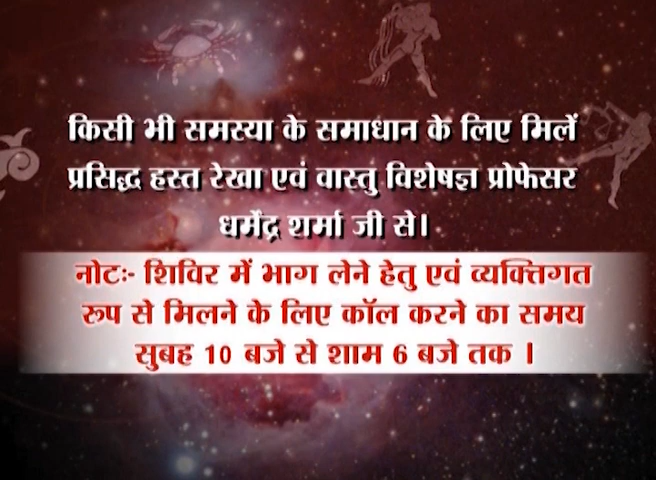 किसी भी समस्या के समाधान के लिए मिलें
प्रसिद्ध हस्त रेखा एवं वास्तु विशेषज्ञ प्रोफेसर
धर्मेंद्र शर्मा जी से।
नोटः- शिविर में भाग लेने हेतु एवं व्यक्तिगत
रूप से मिलने के लिए कॉल करने का समय
सुबह 10 बजे से शाम 6 बजे तक ।